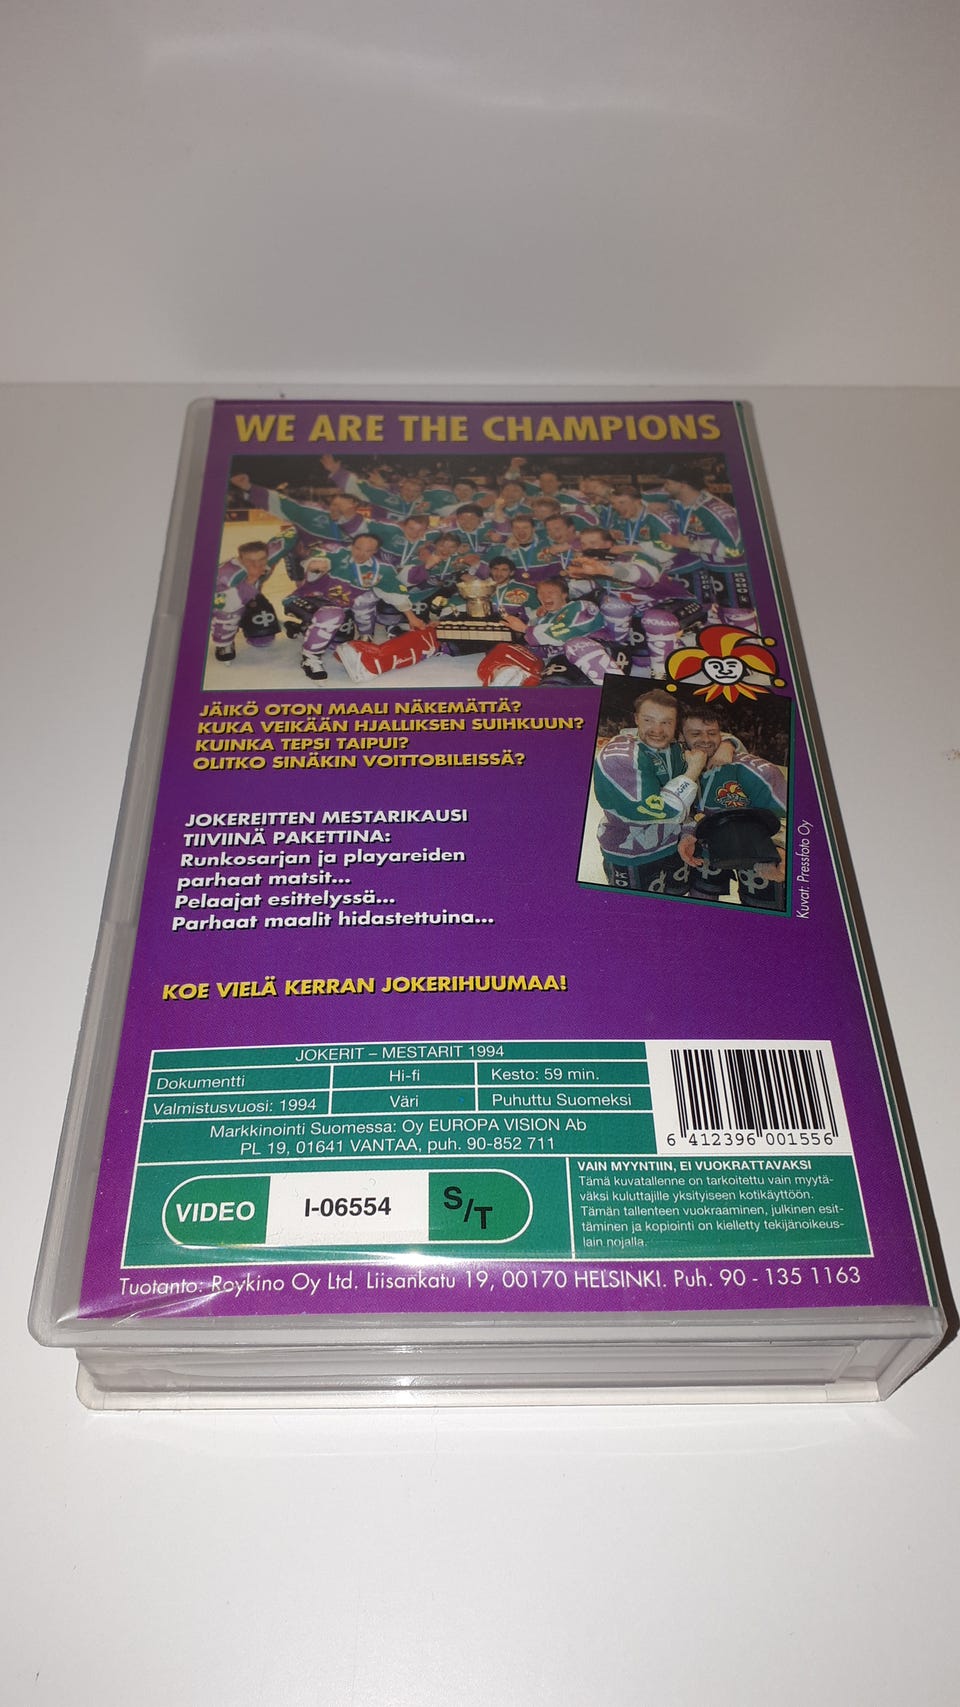 WE ARE THE CHAMPIONS
JÄIKÖ OTON MAALI NÄKEMÄTTÄ?
KUKA VEIKÄÄN HJALLIKSEN SUIHKUUN?
KUINKA TEPSI TAIPUI?
OLITKO SINÄKIN VOITTOBILEISSÄ?
JOKEREITTEN MESTARIKAUSI
TIIVIINÄ PAKETTINA:
Runkosarjan ja playareiden
parhaat matsit...
Pelaajat esittelyssä...
Parhaat maalit hidastettuina...
Kuvat: Pressfoto Oy
KOE VIELÄ KERRAN JOKERIHUUMAA!
JOKERIT – MESTARIT 1994
Dokumentti
Hi-fi
Kesto: 59 min.
Valmistusvuosi: 1994
Väri
Puhuttu Suomeksi
Markkinointi Suomessa: Oy EUROPA VISION Ab
PL 19, 01641 VANTAA, puh. 90-852 711
6 412396 001556
VIDEO
I-06554
S/T
VAIN MYYNTIIN, EI VUOKRATTAVAKSI
Tämä kuvatallenne on tarkoitettu vain myytä-
väksi kuluttajille yksityiseen kotikäyttöön.
Tämän tallenteen vuokraaminen, julkinen esit-
täminen ja kopiointi on kielletty tekijänoikeus-
lain nojalla.
Tuotanto: Roykino Oy Ltd. Liisankatu 19, 00170 HELSINKI. Puh. 90 - 135 1163